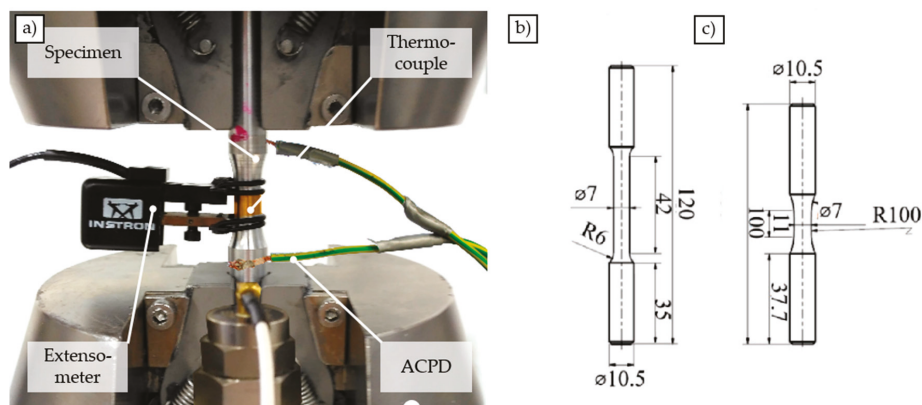 a)
Specimen
Thermo-
couple
INSTRON
Extenso-
meter
ACPD
b)
ø7
R6
42
120
35
ø10.5
c)
ø10.5
ø7
R100
11
100
37.7